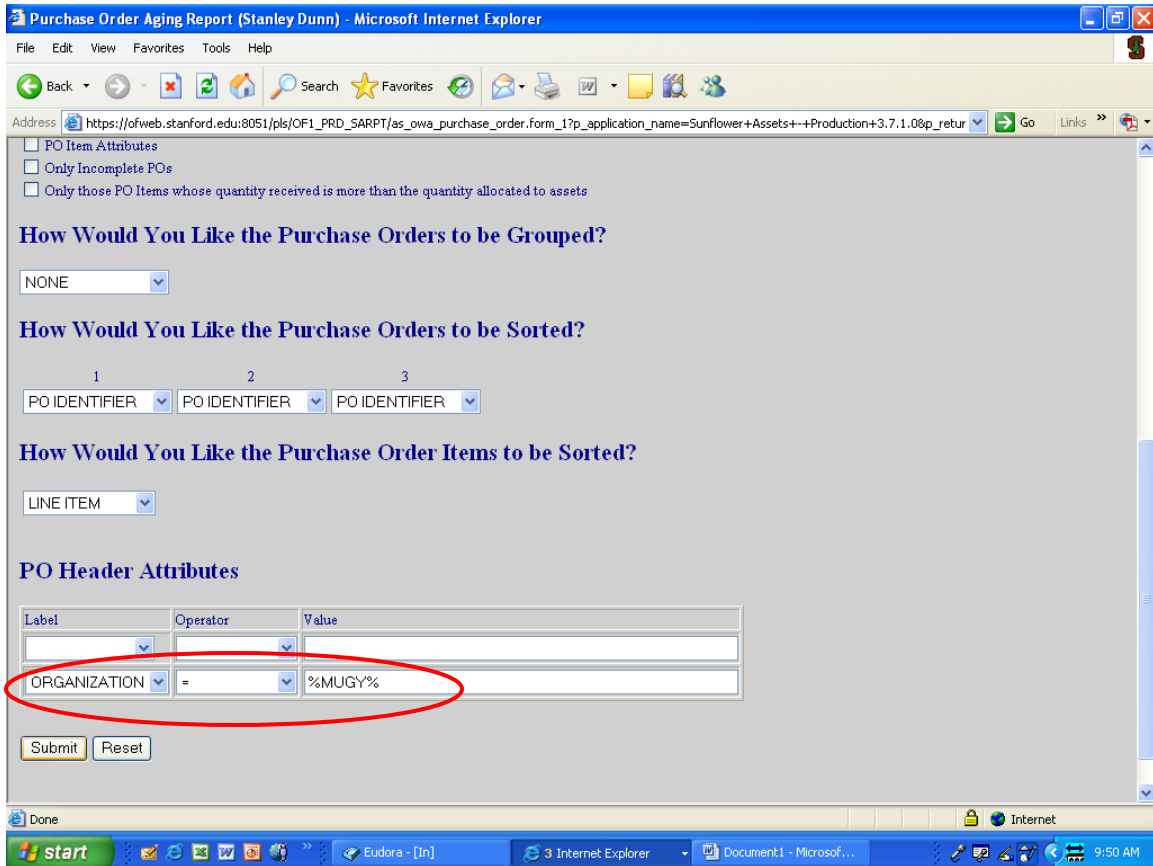 Purchase Order Aging Report (Stanley Dunn) - Microsoft Internet Explorer
File Edit View Favorites Tools Help
Back Search Favorites
Address https://ofweb.stanford.edu:8051/pls/OF1_PRD_SARPT/as_owa_purchase_order.form_1?p_application_name=Sunflower+Assets+-+Production+3.7.1.0&p_retur Go Links »
PO Item Attributes
Only Incomplete POs
Only those PO Items whose quantity received is more than the quantity allocated to assets
How Would You Like the Purchase Orders to be Grouped?
NONE
How Would You Like the Purchase Orders to be Sorted?
1 2 3
PO IDENTIFIER PO IDENTIFIER PO IDENTIFIER
How Would You Like the Purchase Order Items to be Sorted?
LINE ITEM
PO Header Attributes
Label Operator Value
ORGANIZATION = %MUGY%
Submit Reset
Done Internet
start » Eudora - [In] 3 Internet Explorer Document1 - Microsof... 9:50 AM